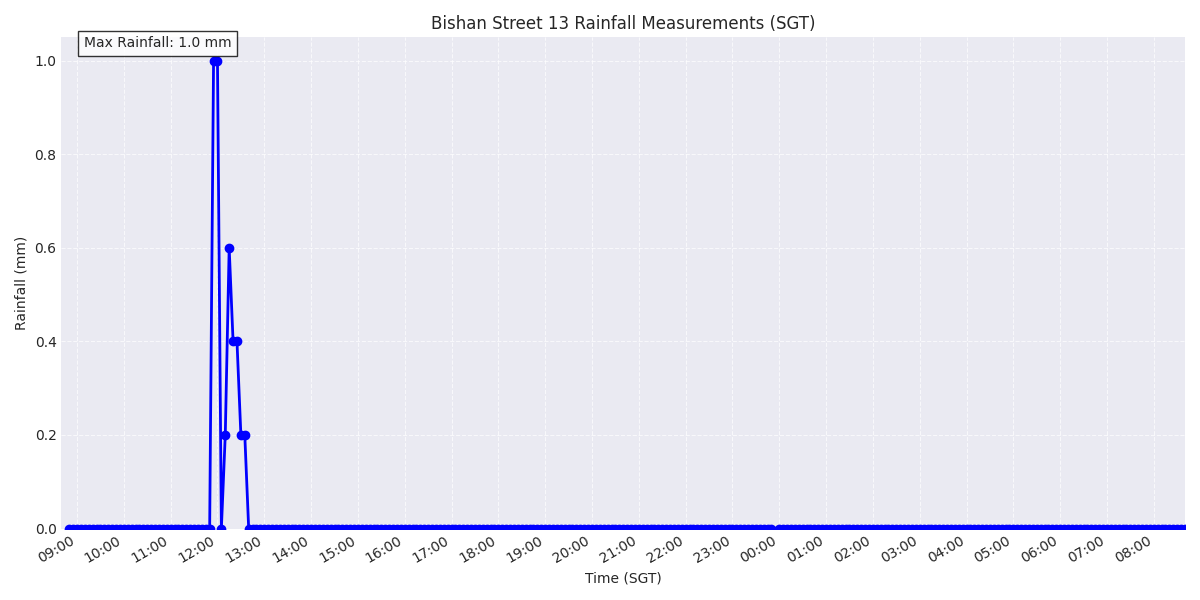 Bishan Street 13 Rainfall Measurements (SGT)
Max Rainfall: 1.0 mm
1.0
0.8
0.6
0.4
0.2
0.0
Rainfall (mm)
09:00 10:00 11:00 12:00 13:00 14:00 15:00 16:00 17:00 18:00 19:00 20:00 21:00 22:00 23:00 00:00 01:00 02:00 03:00 04:00 05:00 06:00 07:00 08:00
Time (SGT)